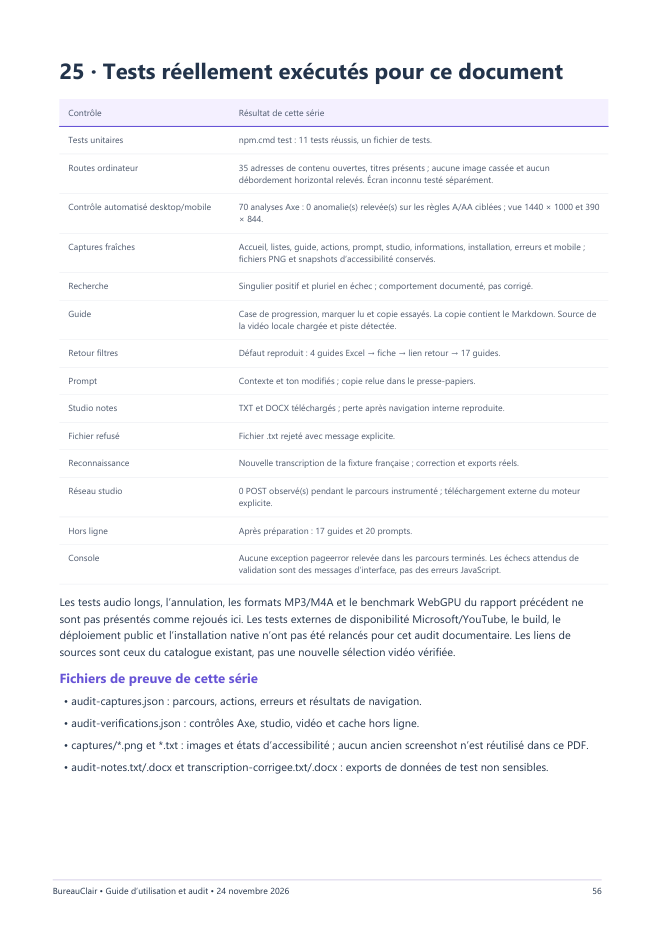 25 · Tests réellement exécutés pour ce document
Contrôle Résultat de cette série
Tests unitaires npm.cmd test : 11 tests réussis, un fichier de tests.
Routes ordinateur 35 adresses de contenu ouvertes, titres présents ; aucune image cassée et aucun
débordement horizontal relevés. Écran inconnu testé séparément.
Contrôle automatisé desktop/mobile 70 analyses Axe : 0 anomalie(s) relevée(s) sur les règles A/AA ciblées ; vue 1440 × 1000 et 390
× 844.
Captures fraîches Accueil, listes, guide, actions, prompt, studio, informations, installation, erreurs et mobile ;
fichiers PNG et snapshots d’accessibilité conservés.
Recherche Singulier positif et pluriel en échec ; comportement documenté, pas corrigé.
Guide Case de progression, marquer lu et copie essayés. La copie contient le Markdown. Source de
la vidéo locale chargée et piste détectée.
Retour filtres Défaut reproduit : 4 guides Excel → fiche → lien retour → 17 guides.
Prompt Contexte et ton modifiés ; copie relue dans le presse-papiers.
Studio notes TXT et DOCX téléchargés ; perte après navigation interne reproduite.
Fichier refusé Fichier .txt rejeté avec message explicite.
Reconnaissance Nouvelle transcription de la fixture française ; correction et exports réels.
Réseau studio 0 POST observé(s) pendant le parcours instrumenté ; téléchargement externe du moteur
explicite.
Hors ligne Après préparation : 17 guides et 20 prompts.
Console Aucune exception pageerror relevée dans les parcours terminés. Les échecs attendus de
validation sont des messages d’interface, pas des erreurs JavaScript.
Les tests audio longs, l’annulation, les formats MP3/M4A et le benchmark WebGPU du rapport précédent ne
sont pas présentés comme rejoués ici. Les tests externes de disponibilité Microsoft/YouTube, le build, le
déploiement public et l’installation native n’ont pas été relancés pour cet audit documentaire. Les liens de
sources sont ceux du catalogue existant, pas une nouvelle sélection vidéo vérifiée.
Fichiers de preuve de cette série
• audit-captures.json : parcours, actions, erreurs et résultats de navigation.
• audit-verifications.json : contrôles Axe, studio, vidéo et cache hors ligne.
• captures/*.png et *.txt : images et états d’accessibilité ; aucun ancien screenshot n’est réutilisé dans ce PDF.
• audit-notes.txt/.docx et transcription-corrigee.txt/.docx : exports de données de test non sensibles.
BureauClair • Guide d’utilisation et audit • 24 novembre 2026 56